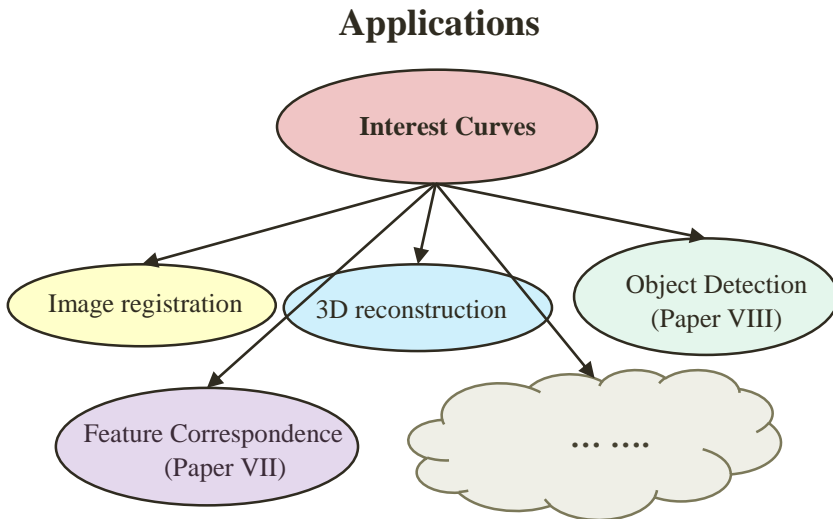 Applications
Interest Curves
Image registration
3D reconstruction
Object Detection
(Paper VIII)
Feature Correspondence
(Paper VII)
... ....